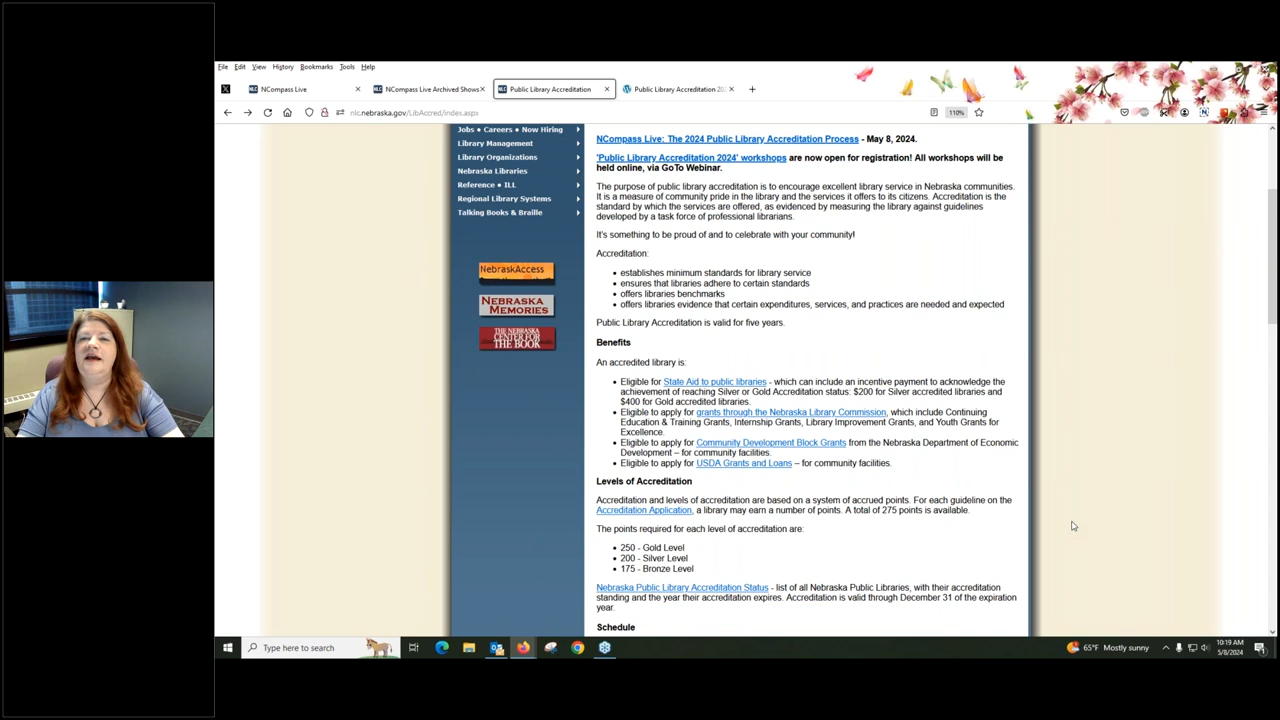 File Edit View History Bookmarks Tools Help
NCompass Live
NCompass Live Archived Shows
Public Library Accreditation
Public Library Accreditation 202
nlc.nebraska.gov/LibAccred/index.aspx
110%
Jobs • Careers • Now Hiring
Library Management
Library Organizations
Nebraska Libraries
Reference • ILL
Regional Library Systems
Talking Books & Braille
NebraskAccess
NEBRASKA
MEMORIES
THE NEBRASKA
CENTER FOR
THE BOOK
NCompass Live: The 2024 Public Library Accreditation Process - May 8, 2024.
'Public Library Accreditation 2024' workshops are now open for registration! All workshops will be
held online, via GoTo Webinar.
The purpose of public library accreditation is to encourage excellent library service in Nebraska communities.
It is a measure of community pride in the library and the services it offers to its citizens. Accreditation is the
standard by which the services are offered, as evidenced by measuring the library against guidelines
developed by a task force of professional librarians.
It's something to be proud of and to celebrate with your community!
Accreditation:
• establishes minimum standards for library service
• ensures that libraries adhere to certain standards
• offers libraries benchmarks
• offers libraries evidence that certain expenditures, services, and practices are needed and expected
Public Library Accreditation is valid for five years.
Benefits
An accredited library is:
• Eligible for State Aid to public libraries - which can include an incentive payment to acknowledge the
achievement of reaching Silver or Gold Accreditation status: $200 for Silver accredited libraries and
$400 for Gold accredited libraries.
• Eligible to apply for grants through the Nebraska Library Commission, which include Continuing
Education & Training Grants, Internship Grants, Library Improvement Grants, and Youth Grants for
Excellence.
• Eligible to apply for Community Development Block Grants from the Nebraska Department of Economic
Development – for community facilities.
• Eligible to apply for USDA Grants and Loans – for community facilities.
Levels of Accreditation
Accreditation and levels of accreditation are based on a system of accrued points. For each guideline on the
Accreditation Application, a library may earn a number of points. A total of 275 points is available.
The points required for each level of accreditation are:
• 250 - Gold Level
• 200 - Silver Level
• 175 - Bronze Level
Nebraska Public Library Accreditation Status - list of all Nebraska Public Libraries, with their accreditation
standing and the year their accreditation expires. Accreditation is valid through December 31 of the expiration
year.
Schedule
Type here to search
65°F Mostly sunny
10:19 AM
5/8/2024